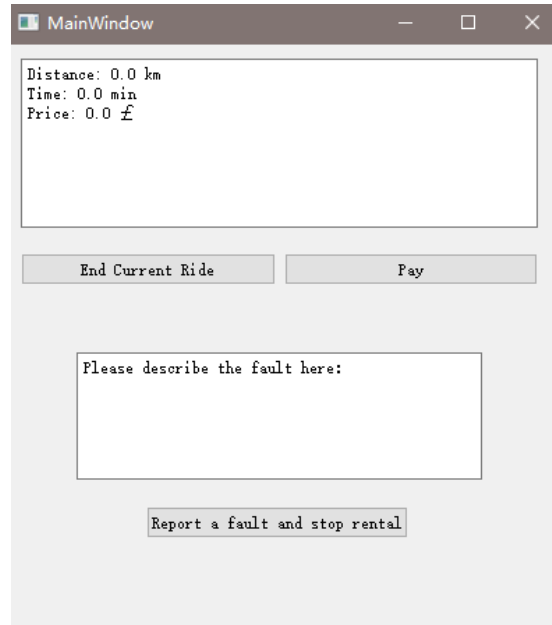 MainWindow
Distance: 0.0 km
Time: 0.0 min
Price: 0.0 £
End Current Ride
Pay
Please describe the fault here:
Report a fault and stop rental